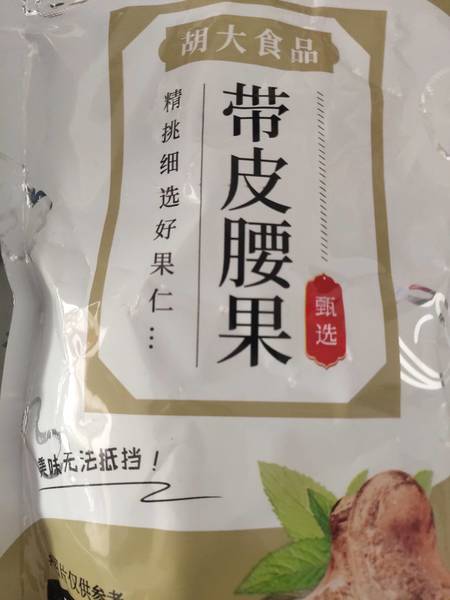 胡大食品
带皮腰果
精挑细选好果仁...
甄选
美味无法抵挡！
片仅供参考